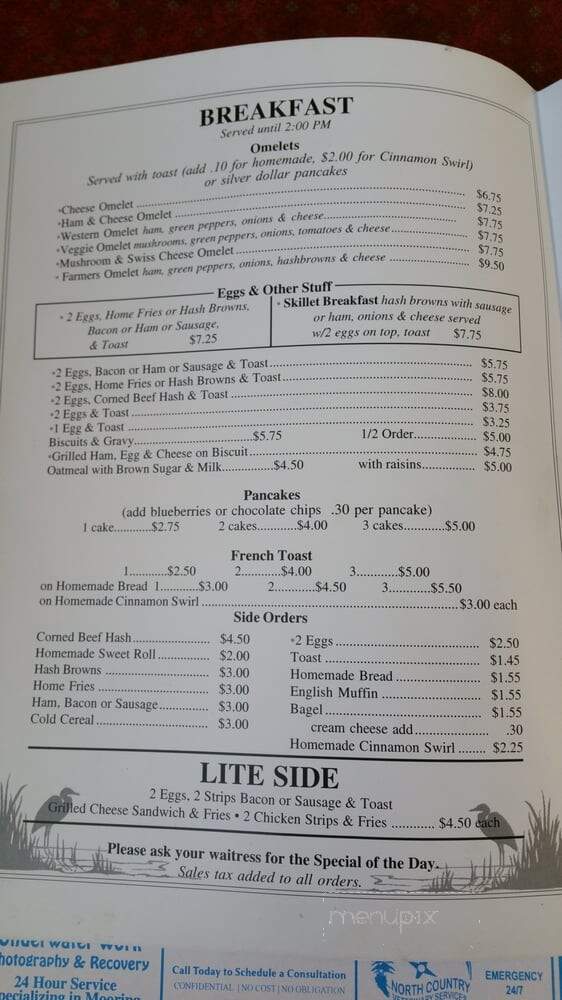 BREAKFAST
Served until 2:00 PM
Omelets
Served with toast (add .10 for homemade, $2.00 for Cinnamon Swirl)
or silver dollar pancakes
*Cheese Omelet ........ $6.75
*Ham & Cheese Omelet ........ $7.25
*Western Omelet ham, green peppers, onions & cheese ........ $7.75
*Veggie Omelet mushrooms, green peppers, onions, tomatoes & cheese ........ $7.75
*Mushroom & Swiss Cheese Omelet ........ $7.75
* Farmers Omelet ham, green peppers, onions, hashbrowns & cheese ........ $9.50
Eggs & Other Stuff
* 2 Eggs, Home Fries or Hash Browns,
Bacon or Ham or Sausage,
& Toast $7.25
* Skillet Breakfast hash browns with sausage
or ham, onions & cheese served
w/2 eggs on top, toast $7.75
*2 Eggs, Bacon or Ham or Sausage & Toast ........ $5.75
*2 Eggs, Home Fries or Hash Browns & Toast ........ $5.75
*2 Eggs, Corned Beef Hash & Toast ........ $8.00
*2 Eggs & Toast ........ $3.75
*1 Egg & Toast ........ $3.25
Biscuits & Gravy ........ $5.75 1/2 Order ........ $5.00
*Grilled Ham, Egg & Cheese on Biscuit ........ $4.75
Oatmeal with Brown Sugar & Milk ........ $4.50 with raisins ........ $5.00
Pancakes
(add blueberries or chocolate chips .30 per pancake)
1 cake ........ $2.75 2 cakes ........ $4.00 3 cakes ........ $5.00
French Toast
1 ........ $2.50 2 ........ $4.00 3 ........ $5.00
on Homemade Bread 1 ........ $3.00 2 ........ $4.50 3 ........ $5.50
on Homemade Cinnamon Swirl ........ $3.00 each
Side Orders
Corned Beef Hash ........ $4.50
Homemade Sweet Roll ........ $2.00
Hash Browns ........ $3.00
Home Fries ........ $3.00
Ham, Bacon or Sausage ........ $3.00
Cold Cereal ........ $3.00
*2 Eggs ........ $2.50
Toast ........ $1.45
Homemade Bread ........ $1.55
English Muffin ........ $1.55
Bagel ........ $1.55
cream cheese add ........ .30
Homemade Cinnamon Swirl ........ $2.25
LITE SIDE
2 Eggs, 2 Strips Bacon or Sausage & Toast
Grilled Cheese Sandwich & Fries • 2 Chicken Strips & Fries ........ $4.50 each
Please ask your waitress for the Special of the Day.
Sales tax added to all orders.
menupix
Underwater Work
Photography & Recovery
24 Hour Service
Specializing in Mooring
Call Today to Schedule a Consultation
CONFIDENTIAL | NO COST | NO OBLIGATION
NORTH COUNTRY
SERVICES
EMERGENCY
24/7